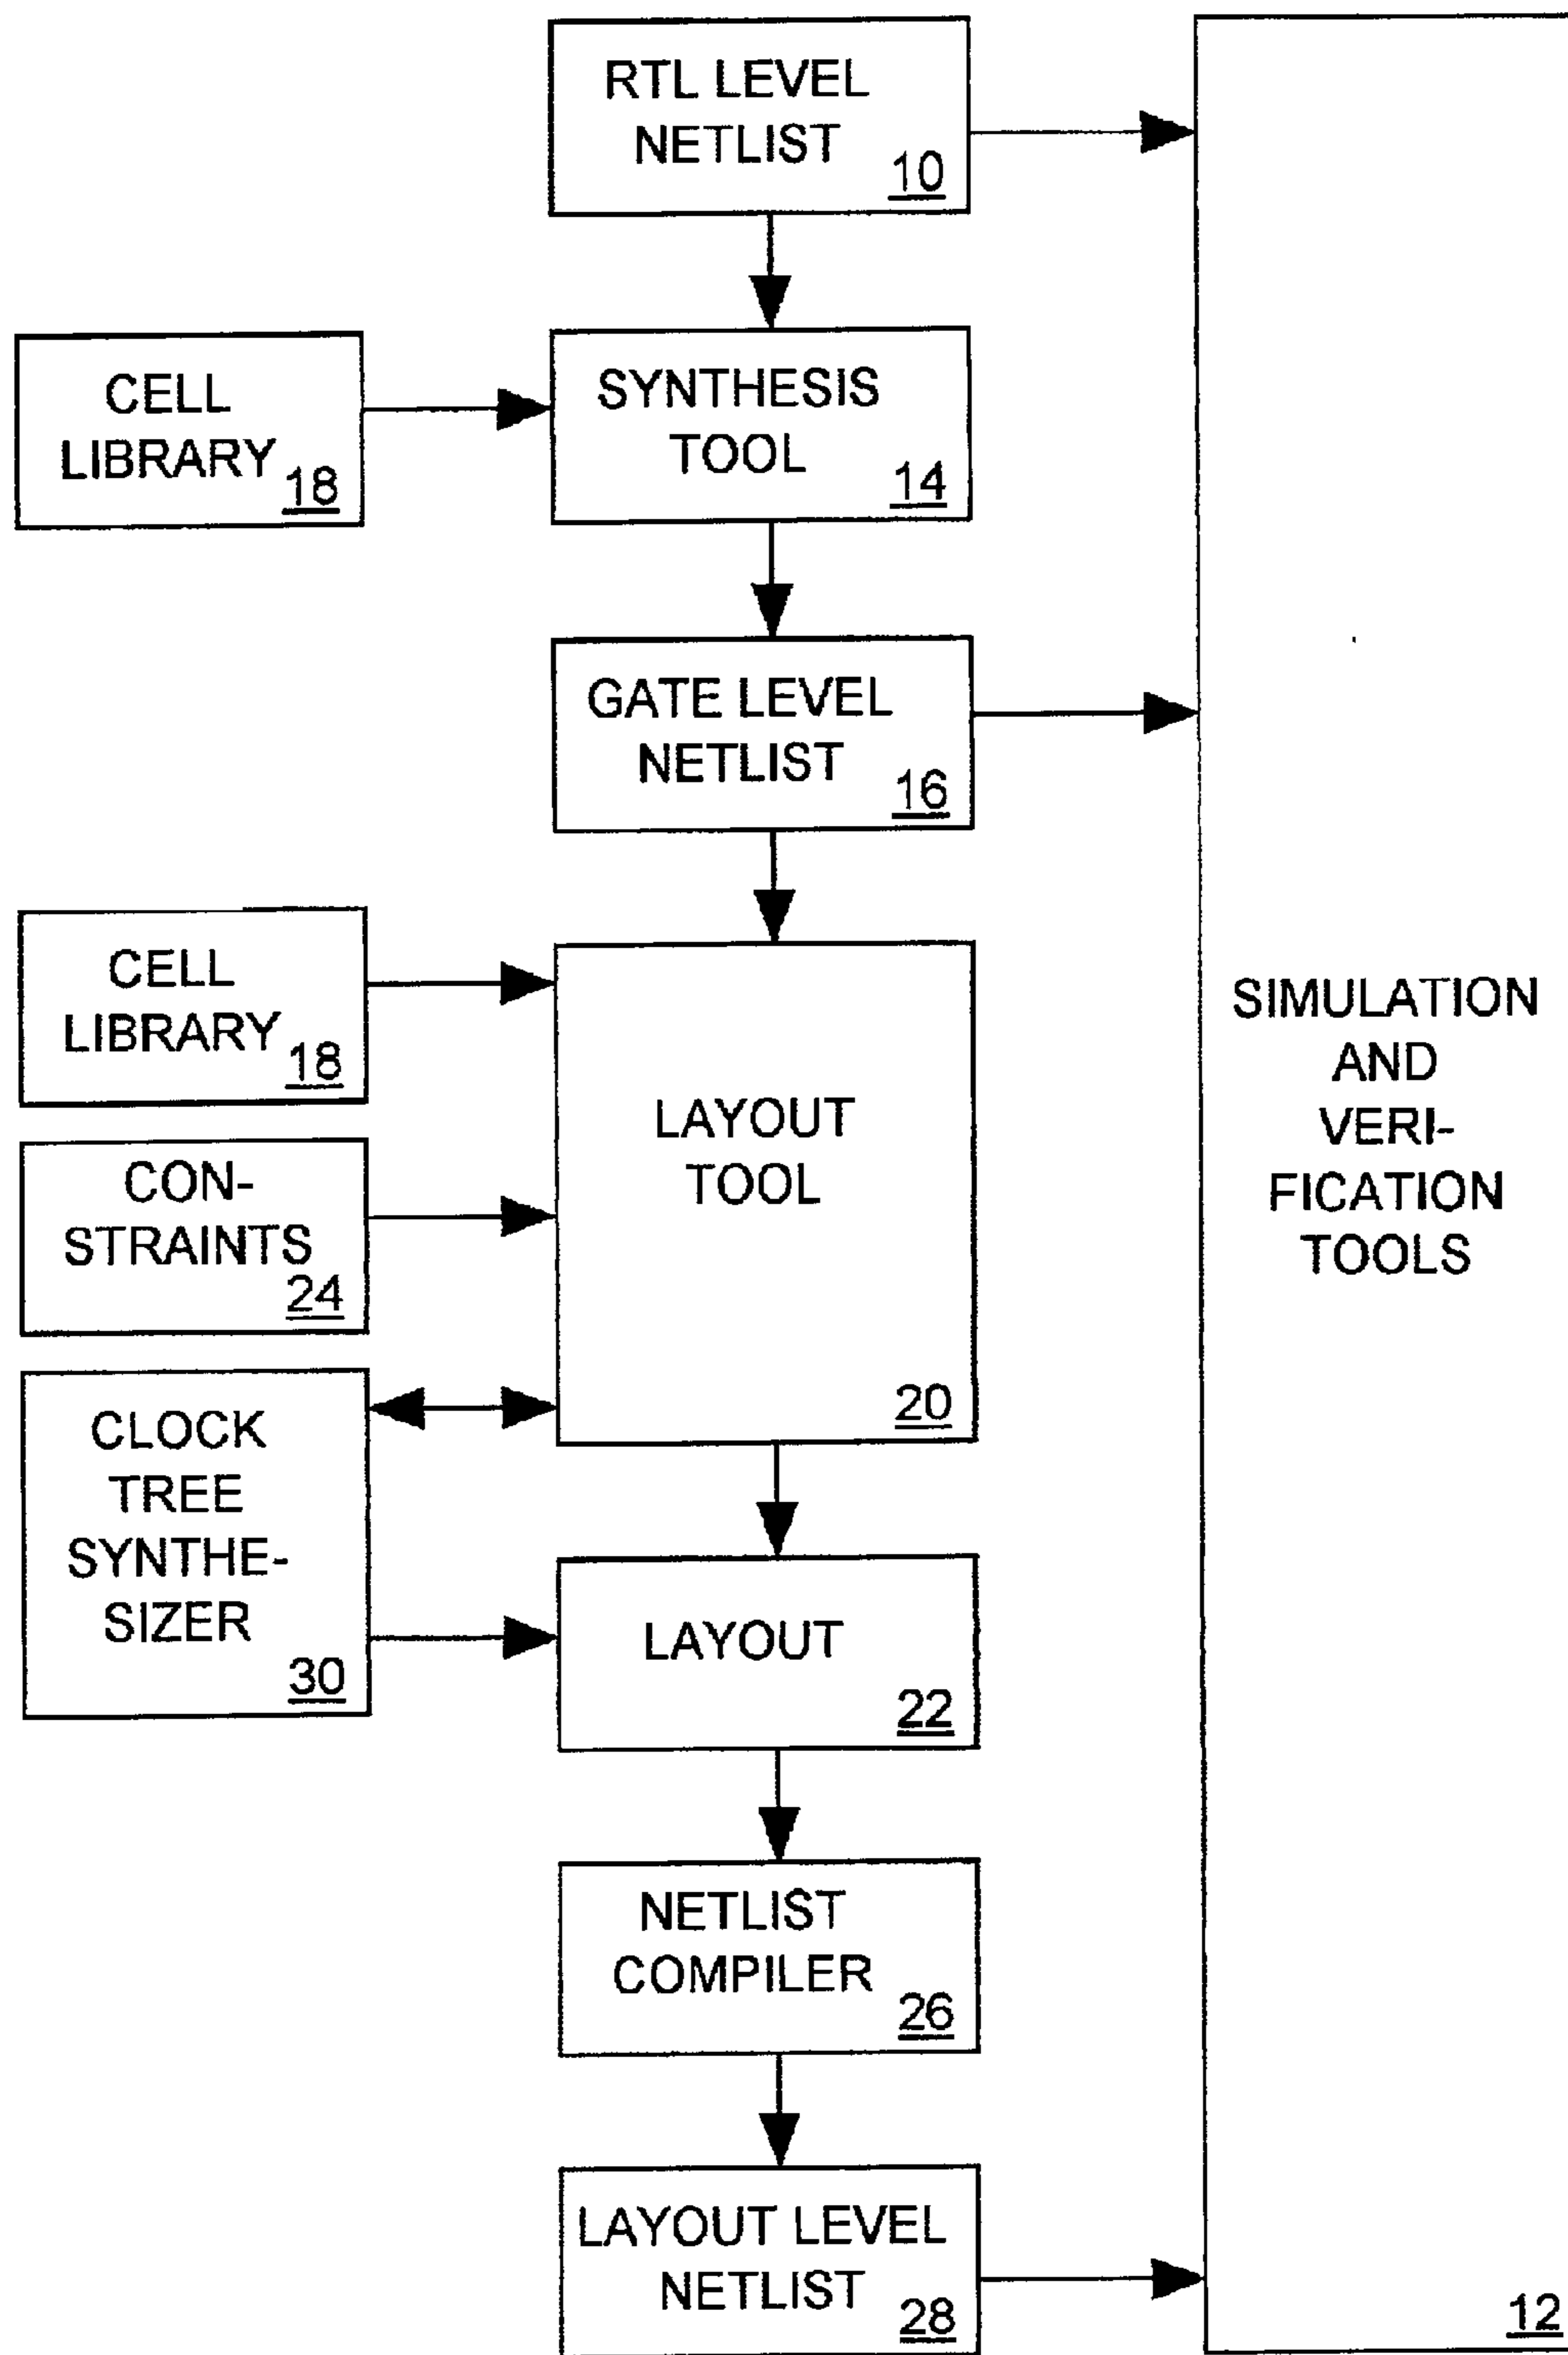 RTL LEVEL
NETLIST
10
CELL
LIBRARY
18
SYNTHESIS
TOOL
14
GATE LEVEL
NETLIST
16
CELL
LIBRARY
18
CON-
STRAINTS
24
LAYOUT
TOOL
20
CLOCK
TREE
SYNTHE-
SIZER
30
LAYOUT
22
NETLIST
COMPILER
26
LAYOUT LEVEL
NETLIST
28
SIMULATION
AND
VERI-
FICATION
TOOLS
12